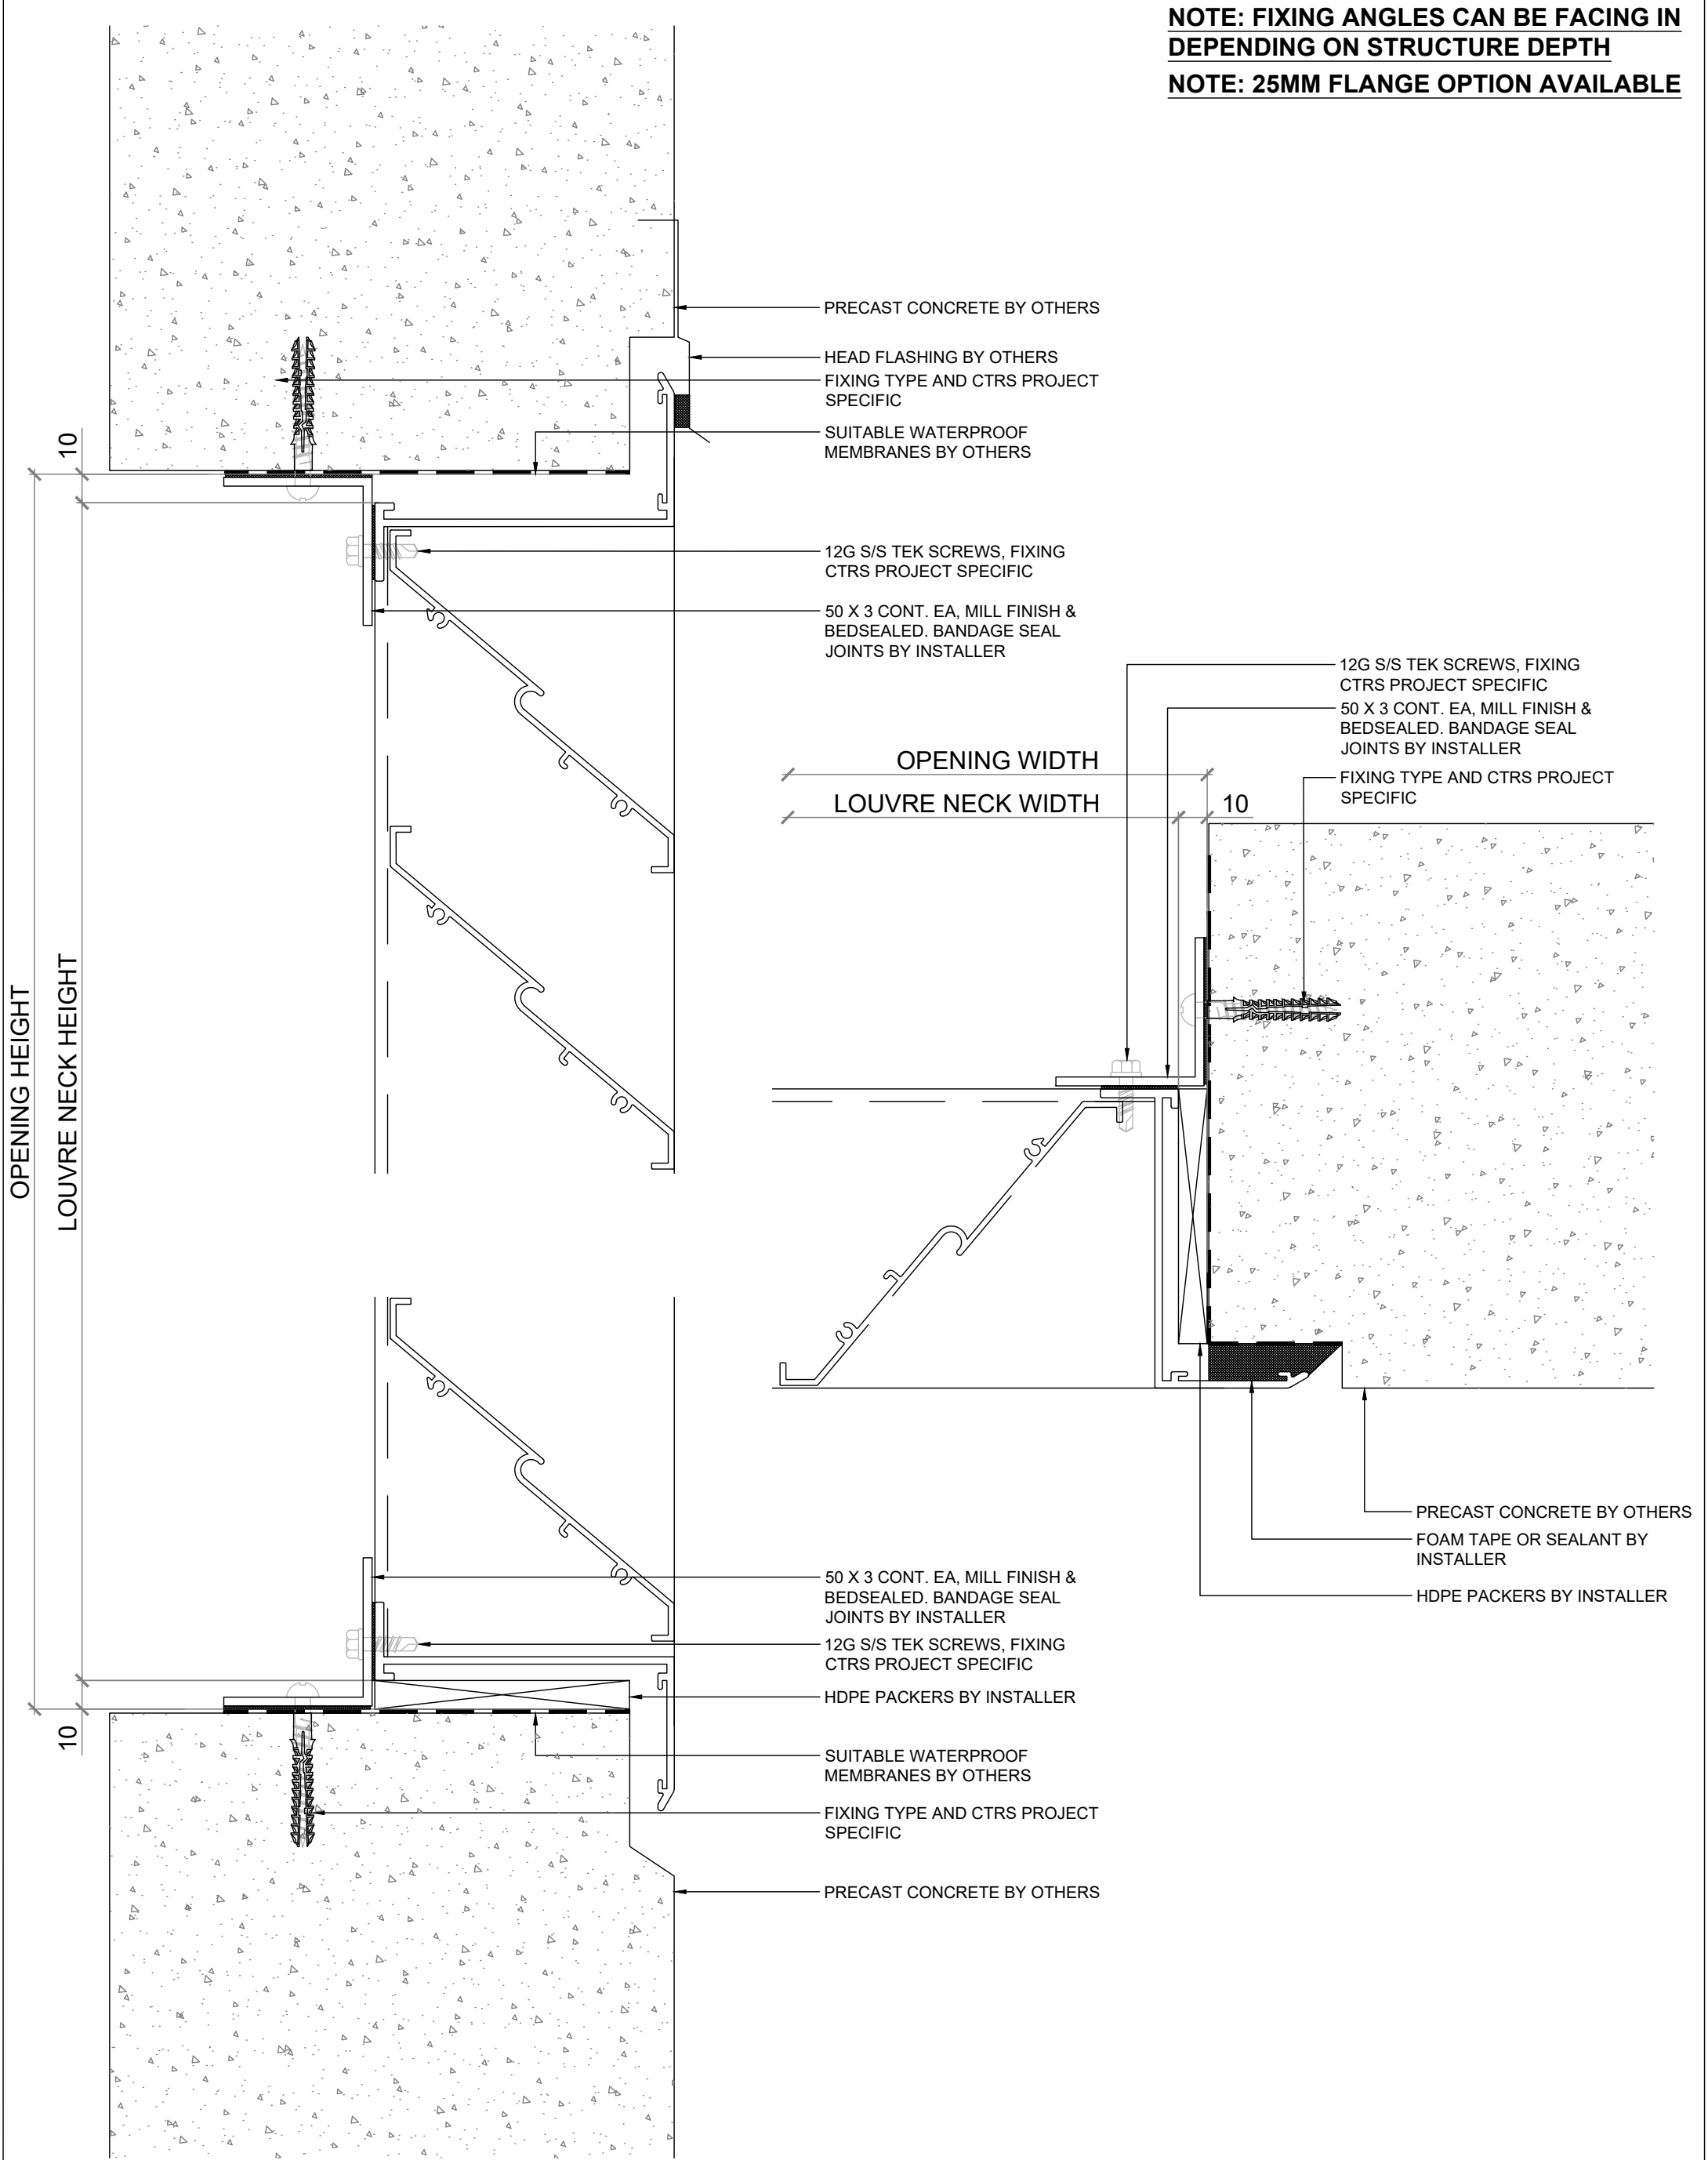 NOTE: FIXING ANGLES CAN BE FACING IN
DEPENDING ON STRUCTURE DEPTH
NOTE: 25MM FLANGE OPTION AVAILABLE
PRECAST CONCRETE BY OTHERS
HEAD FLASHING BY OTHERS
FIXING TYPE AND CTRS PROJECT
SPECIFIC
SUITABLE WATERPROOF
MEMBRANES BY OTHERS
10
12G S/S TEK SCREWS, FIXING
CTRS PROJECT SPECIFIC
50 X 3 CONT. EA, MILL FINISH &
BEDSEALED. BANDAGE SEAL
JOINTS BY INSTALLER
OPENING HEIGHT
LOUVRE NECK HEIGHT
12G S/S TEK SCREWS, FIXING
CTRS PROJECT SPECIFIC
50 X 3 CONT. EA, MILL FINISH &
BEDSEALED. BANDAGE SEAL
JOINTS BY INSTALLER
FIXING TYPE AND CTRS PROJECT
SPECIFIC
OPENING WIDTH
LOUVRE NECK WIDTH
10
PRECAST CONCRETE BY OTHERS
FOAM TAPE OR SEALANT BY
INSTALLER
HDPE PACKERS BY INSTALLER
50 X 3 CONT. EA, MILL FINISH &
BEDSEALED. BANDAGE SEAL
JOINTS BY INSTALLER
12G S/S TEK SCREWS, FIXING
CTRS PROJECT SPECIFIC
HDPE PACKERS BY INSTALLER
10
SUITABLE WATERPROOF
MEMBRANES BY OTHERS
FIXING TYPE AND CTRS PROJECT
SPECIFIC
PRECAST CONCRETE BY OTHERS